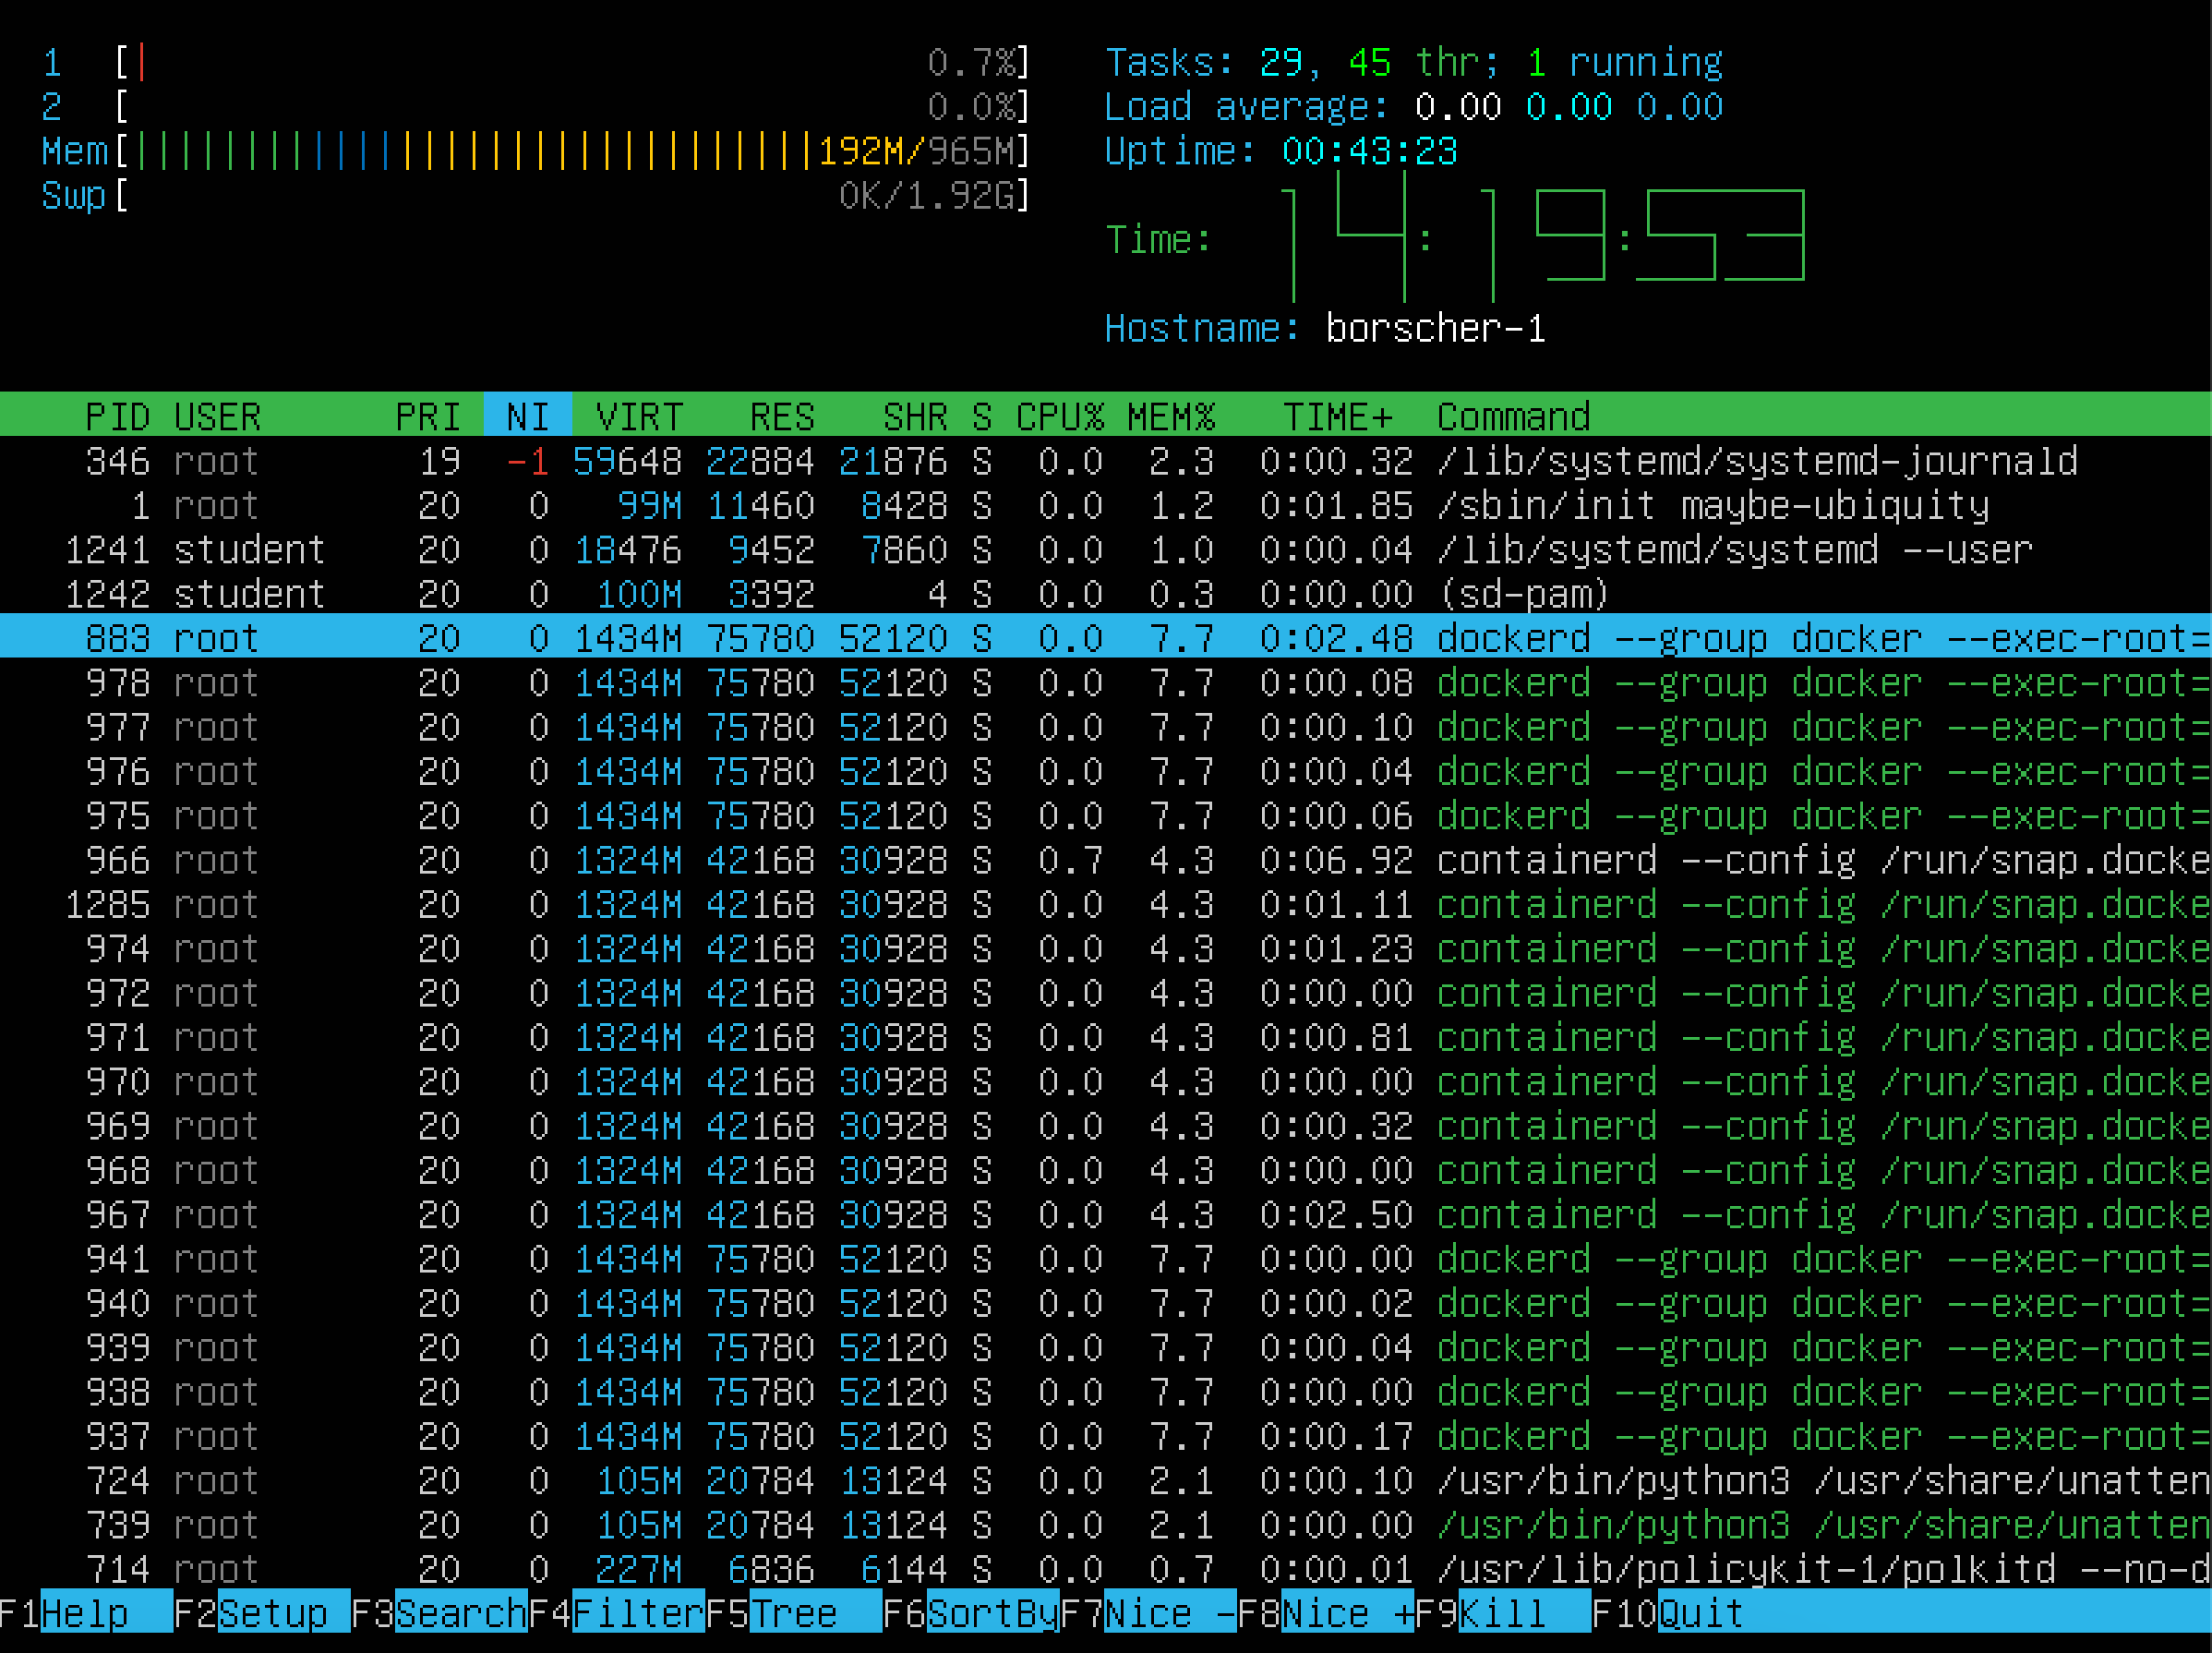 1 [| 0.7%] Tasks: 29, 45 thr; 1 running
2 [ 0.0%] Load average: 0.00 0.00 0.00
Mem[|||||||||||||||||||||||||||||||192M/965M] Uptime: 00:43:23
Swp[ 0K/1.92G]
Time: 14:19:53
Hostname: borscher-1
PID USER PRI NI VIRT RES SHR S CPU% MEM% TIME+ Command
346 root 19 -1 59648 22884 21876 S 0.0 2.3 0:00.32 /lib/systemd/systemd-journald
1 root 20 0 99M 11460 8428 S 0.0 1.2 0:01.85 /sbin/init maybe-ubiquity
1241 student 20 0 18476 9452 7860 S 0.0 1.0 0:00.04 /lib/systemd/systemd --user
1242 student 20 0 100M 3392 4 S 0.0 0.3 0:00.00 (sd-pam)
883 root 20 0 1434M 75780 52120 S 0.0 7.7 0:02.48 dockerd --group docker --exec-root=
978 root 20 0 1434M 75780 52120 S 0.0 7.7 0:00.08 dockerd --group docker --exec-root=
977 root 20 0 1434M 75780 52120 S 0.0 7.7 0:00.10 dockerd --group docker --exec-root=
976 root 20 0 1434M 75780 52120 S 0.0 7.7 0:00.04 dockerd --group docker --exec-root=
975 root 20 0 1434M 75780 52120 S 0.0 7.7 0:00.06 dockerd --group docker --exec-root=
966 root 20 0 1324M 42168 30928 S 0.7 4.3 0:06.92 containerd --config /run/snap.docke
1285 root 20 0 1324M 42168 30928 S 0.0 4.3 0:01.11 containerd --config /run/snap.docke
974 root 20 0 1324M 42168 30928 S 0.0 4.3 0:01.23 containerd --config /run/snap.docke
972 root 20 0 1324M 42168 30928 S 0.0 4.3 0:00.00 containerd --config /run/snap.docke
971 root 20 0 1324M 42168 30928 S 0.0 4.3 0:00.81 containerd --config /run/snap.docke
970 root 20 0 1324M 42168 30928 S 0.0 4.3 0:00.00 containerd --config /run/snap.docke
969 root 20 0 1324M 42168 30928 S 0.0 4.3 0:00.32 containerd --config /run/snap.docke
968 root 20 0 1324M 42168 30928 S 0.0 4.3 0:00.00 containerd --config /run/snap.docke
967 root 20 0 1324M 42168 30928 S 0.0 4.3 0:02.50 containerd --config /run/snap.docke
941 root 20 0 1434M 75780 52120 S 0.0 7.7 0:00.00 dockerd --group docker --exec-root=
940 root 20 0 1434M 75780 52120 S 0.0 7.7 0:00.02 dockerd --group docker --exec-root=
939 root 20 0 1434M 75780 52120 S 0.0 7.7 0:00.04 dockerd --group docker --exec-root=
938 root 20 0 1434M 75780 52120 S 0.0 7.7 0:00.00 dockerd --group docker --exec-root=
937 root 20 0 1434M 75780 52120 S 0.0 7.7 0:00.17 dockerd --group docker --exec-root=
724 root 20 0 105M 20784 13124 S 0.0 2.1 0:00.10 /usr/bin/python3 /usr/share/unatten
739 root 20 0 105M 20784 13124 S 0.0 2.1 0:00.00 /usr/bin/python3 /usr/share/unatten
714 root 20 0 227M 6836 6144 S 0.0 0.7 0:00.01 /usr/lib/policykit-1/polkitd --no-d
F1Help F2Setup F3SearchF4FilterF5Tree F6SortByF7Nice -F8Nice +F9Kill F10Quit